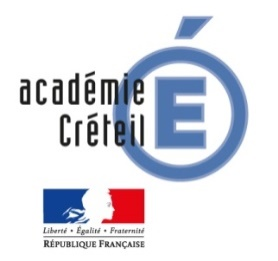 académie
Créteil
É
Liberté • Égalité • Fraternité
RÉPUBLIQUE FRANÇAISE